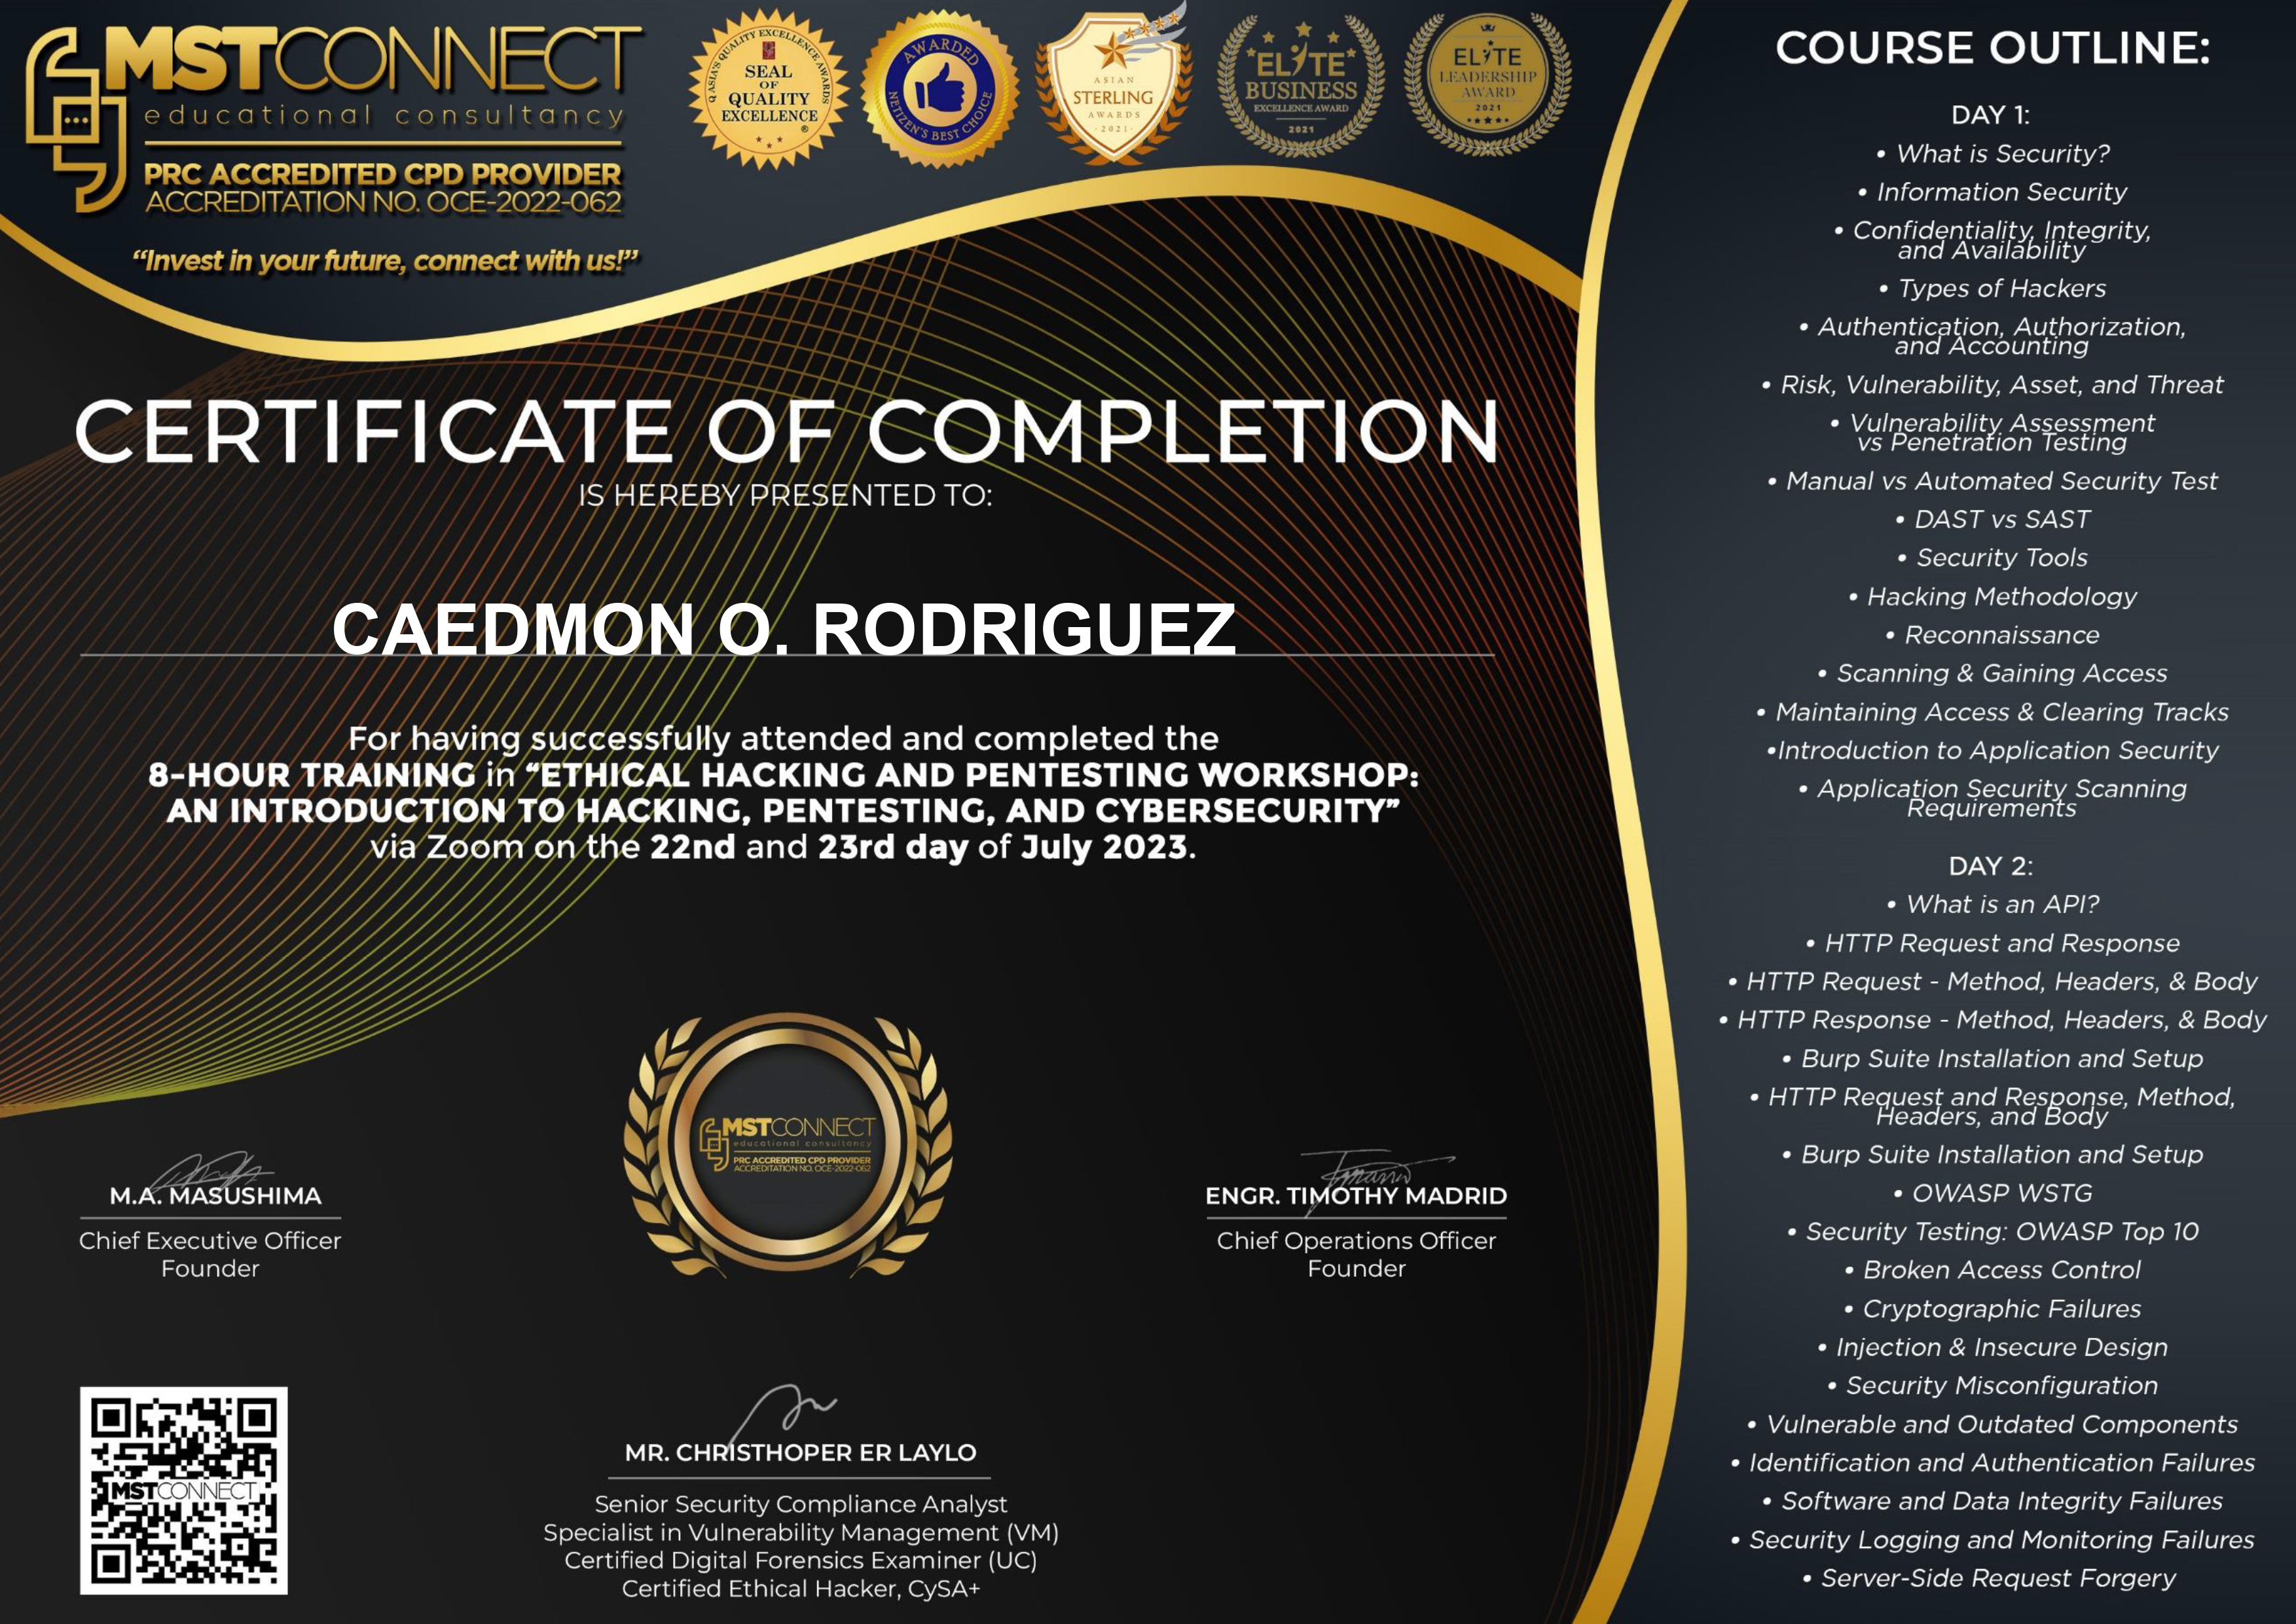 MSTCONNECT
educational consultancy
PRC ACCREDITED CPD PROVIDER
ACCREDITATION NO. OCE-2022-062
“Invest in your future, connect with us!”
ASIA'S QUALITY EXCELLENCE AWARDS
SEAL
OF
QUALITY
EXCELLENCE
®
AWARDED
NETIZEN'S BEST CHOICE
ASIAN
STERLING
AWARDS
· 2021 ·
ELITE
BUSINESS
EXCELLENCE AWARD
2021
ELITE
LEADERSHIP
AWARD
2021
CERTIFICATE OF COMPLETION
IS HEREBY PRESENTED TO:
CAEDMON O. RODRIGUEZ
For having successfully attended and completed the
8-HOUR TRAINING in “ETHICAL HACKING AND PENTESTING WORKSHOP:
AN INTRODUCTION TO HACKING, PENTESTING, AND CYBERSECURITY”
via Zoom on the 22nd and 23rd day of July 2023.
MSTCONNECT
educational consultancy
PRC ACCREDITED CPD PROVIDER
ACCREDITATION NO. OCE-2022-062
M.A. MASUSHIMA
Chief Executive Officer
Founder
ENGR. TIMOTHY MADRID
Chief Operations Officer
Founder
MSTCONNECT
MR. CHRISTHOPER ER LAYLO
Senior Security Compliance Analyst
Specialist in Vulnerability Management (VM)
Certified Digital Forensics Examiner (UC)
Certified Ethical Hacker, CySA+
COURSE OUTLINE:
DAY 1:
• What is Security?
• Information Security
• Confidentiality, Integrity,
and Availability
• Types of Hackers
• Authentication, Authorization,
and Accounting
• Risk, Vulnerability, Asset, and Threat
• Vulnerability Assessment
vs Penetration Testing
• Manual vs Automated Security Test
• DAST vs SAST
• Security Tools
• Hacking Methodology
• Reconnaissance
• Scanning & Gaining Access
• Maintaining Access & Clearing Tracks
•Introduction to Application Security
• Application Security Scanning
Requirements
DAY 2:
• What is an API?
• HTTP Request and Response
• HTTP Request - Method, Headers, & Body
• HTTP Response - Method, Headers, & Body
• Burp Suite Installation and Setup
• HTTP Request and Response, Method,
Headers, and Body
• Burp Suite Installation and Setup
• OWASP WSTG
• Security Testing: OWASP Top 10
• Broken Access Control
• Cryptographic Failures
• Injection & Insecure Design
• Security Misconfiguration
• Vulnerable and Outdated Components
• Identification and Authentication Failures
• Software and Data Integrity Failures
• Security Logging and Monitoring Failures
• Server-Side Request Forgery